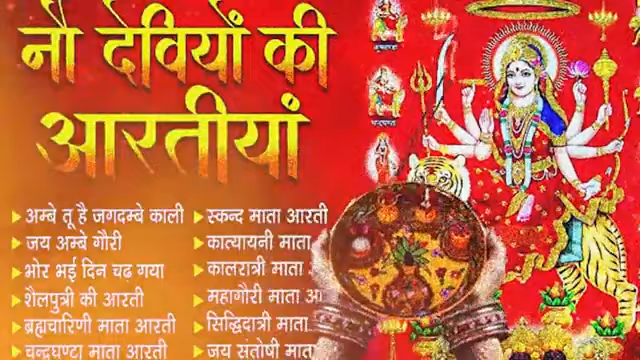 नौ देवियों की
आरतीयां
अम्बे तू है जगदम्बे काली
जय अम्बे गौरी
भोर भई दिन चढ़ गया
शैलपुत्री की आरती
ब्रह्मचारिणी माता आरती
चन्द्रघण्टा माता आरती
स्कन्द माता आरती
कात्यायनी माता
कालरात्री माता
महागौरी माता
सिद्धिदात्री माता
जय संतोषी माता